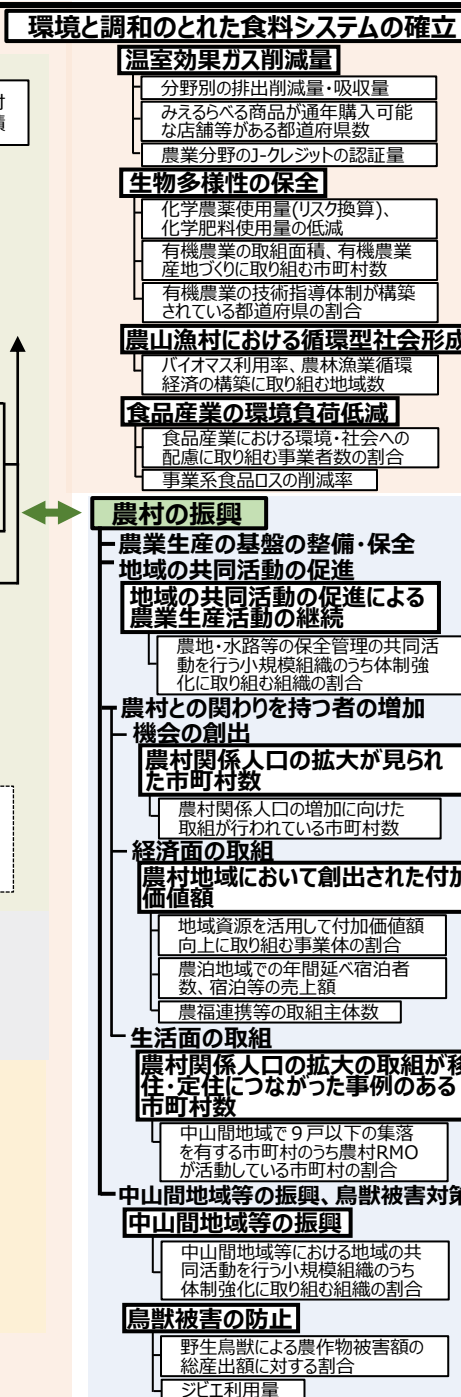 環境と調和のとれた食料システムの確立
温室効果ガス削減量
分野別の排出削減量・吸収量
みえるらべる商品が通年購入可能
な店舗等がある都道府県数
農業分野のJ-クレジットの認証量
生物多様性の保全
化学農薬使用量(リスク換算)、
化学肥料使用量の低減
有機農業の取組面積、有機農業
産地づくりに取り組む市町村数
有機農業の技術指導体制が構築
されている都道府県の割合
農山漁村における循環型社会形成
バイオマス利用率、農林漁業循環
経済の構築に取り組む地域数
食品産業の環境負荷低減
食品産業における環境・社会への
配慮に取り組む事業者数の割合
事業系食品ロスの削減率
農村の振興
農業生産の基盤の整備・保全
地域の共同活動の促進
地域の共同活動の促進による
農業生産活動の継続
農地・水路等の保全管理の共同活
動を行う小規模組織のうち体制強
化に取り組む組織の割合
農村との関わりを持つ者の増加
機会の創出
農村関係人口の拡大が見られ
た市町村数
農村関係人口の増加に向けた
取組が行われている市町村数
経済面の取組
農村地域において創出された付加
価値額
地域資源を活用して付加価値額
向上に取り組む事業体の割合
農泊地域での年間延べ宿泊者
数、宿泊等の売上額
農福連携等の取組主体数
生活面の取組
農村関係人口の拡大の取組が移
住・定住につながった事例のある
市町村数
中山間地域で９戸以下の集落
を有する市町村のうち農村RMO
が活動している市町村の割合
中山間地域等の振興、鳥獣被害対策
中山間地域等の振興
中山間地域等における地域の共
同活動を行う小規模組織のうち
体制強化に取り組む組織の割合
鳥獣被害の防止
野生鳥獣による農作物被害額の
総産出額に対する割合
ジビエ利用量